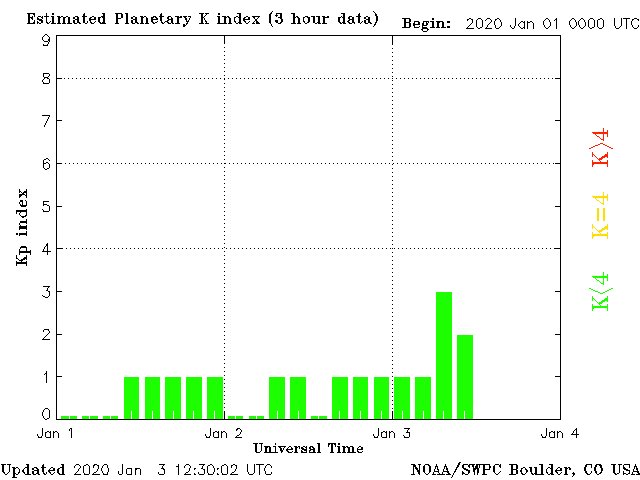 Estimated Planetary K index (3 hour data) Begin: 2020 Jan 01 0000 UTC
9
8
7
6
5
4
3
2
1
0
Kp index
K>4
K=4
K<4
Jan 1 Jan 2 Jan 3 Jan 4
Universal Time
Updated 2020 Jan 3 12:30:02 UTC NOAA/SWPC Boulder, CO USA